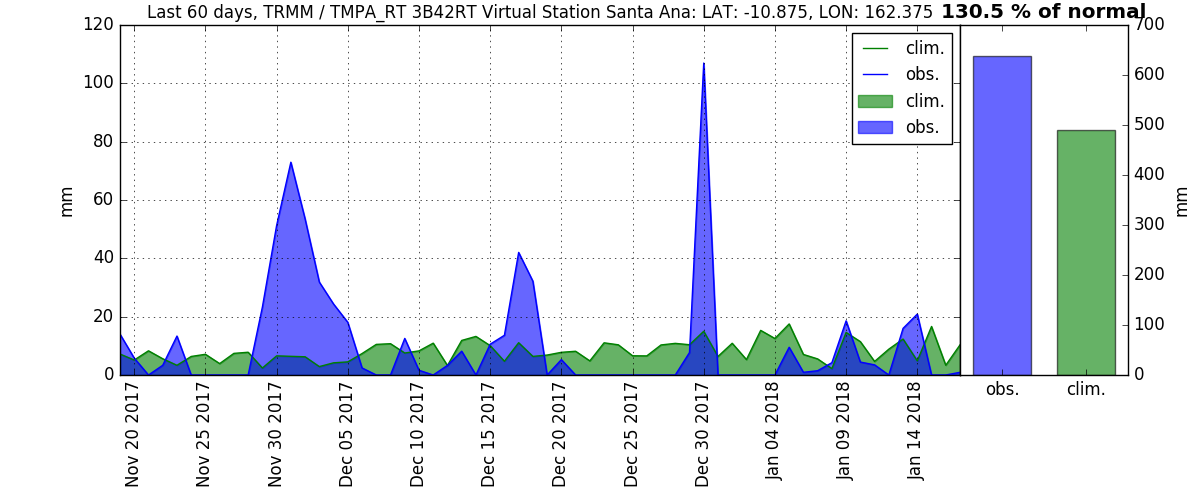 Last 60 days, TRMM / TMPA_RT 3B42RT Virtual Station Santa Ana: LAT: -10.875, LON: 162.375 130.5 % of normal
120
100
80
60
40
20
0
mm
clim.
obs.
clim.
obs.
Nov 20 2017
Nov 25 2017
Nov 30 2017
Dec 05 2017
Dec 10 2017
Dec 15 2017
Dec 20 2017
Dec 25 2017
Dec 30 2017
Jan 04 2018
Jan 09 2018
Jan 14 2018
700
600
500
400
300
200
100
0
mm
obs.
clim.